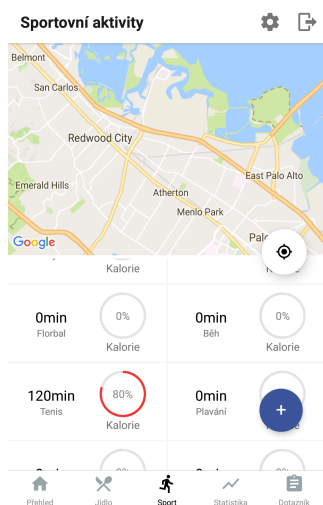 Sportovní aktivity
Belmont
San Carlos
Redwood City
East Palo Alto
Emerald Hills
Atherton
Menlo Park
Google
Kalorie
0min
Florbal
0%
Kalorie
0min
Běh
0%
Kalorie
120min
Tenis
80%
Kalorie
0min
Plavání
+
Přehled
Jídlo
Sport
Statistika
Dotazník